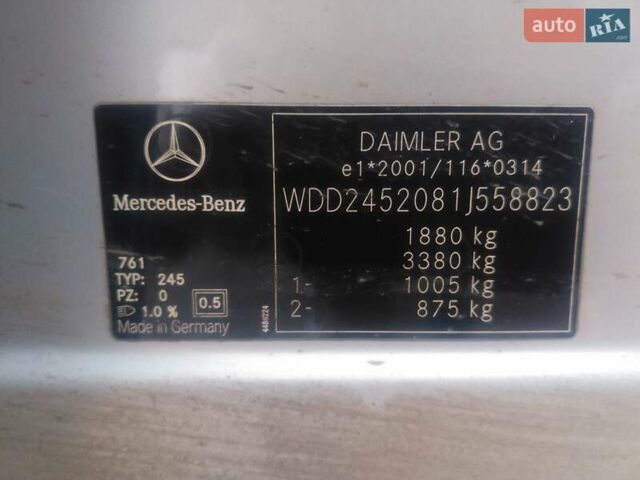 auto RIA.com
DAIMLER AG
e1*2001/116*0314
WDD2452081J558823
1880 kg
3380 kg
1- 1005 kg
2- 875 kg
Mercedes-Benz
761
TYP: 245
PZ: 0
1.0 % 0.5
Made in Germany